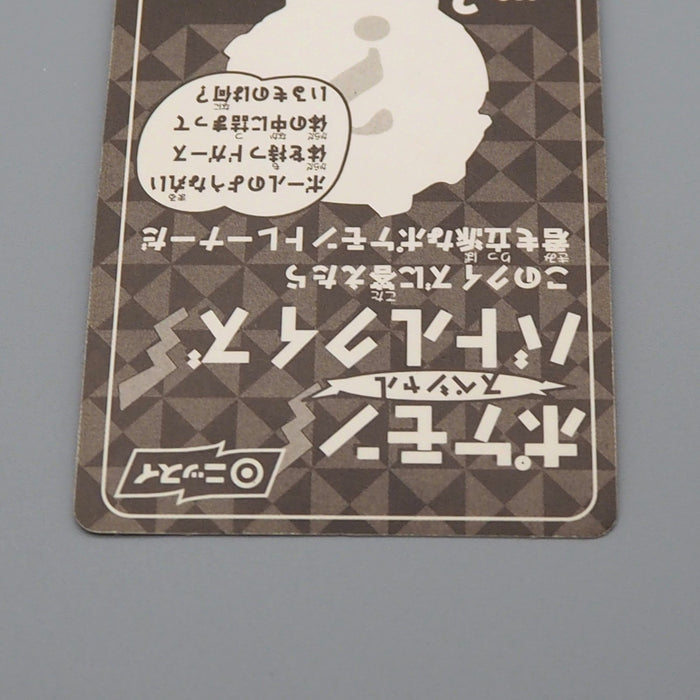 ニッスイ
ポケモン
スペシャル
バトルクイズ
このクイズに答えたら
君も立派なポケモントレーナーだ
ボールのような丸い
体を持つドガース
体の中に詰まって
いるものは何?